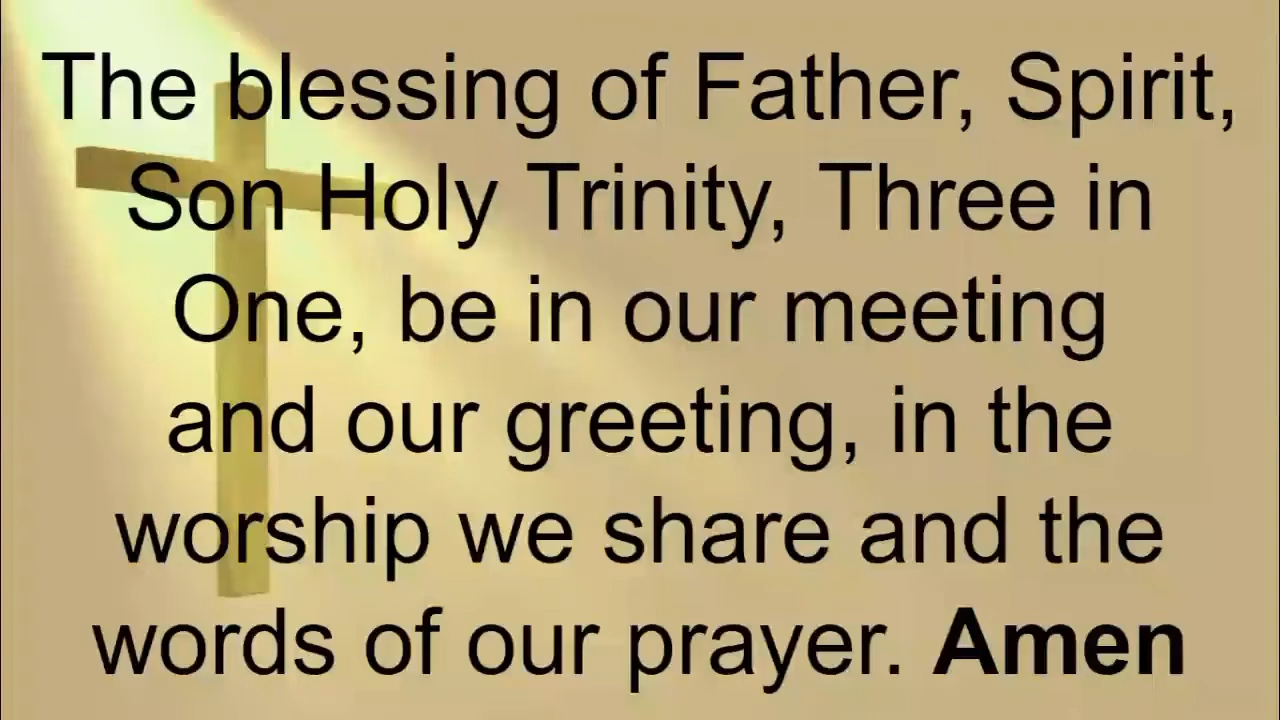 The blessing of Father, Spirit,
Son Holy Trinity, Three in
One, be in our meeting
and our greeting, in the
worship we share and the
words of our prayer. Amen